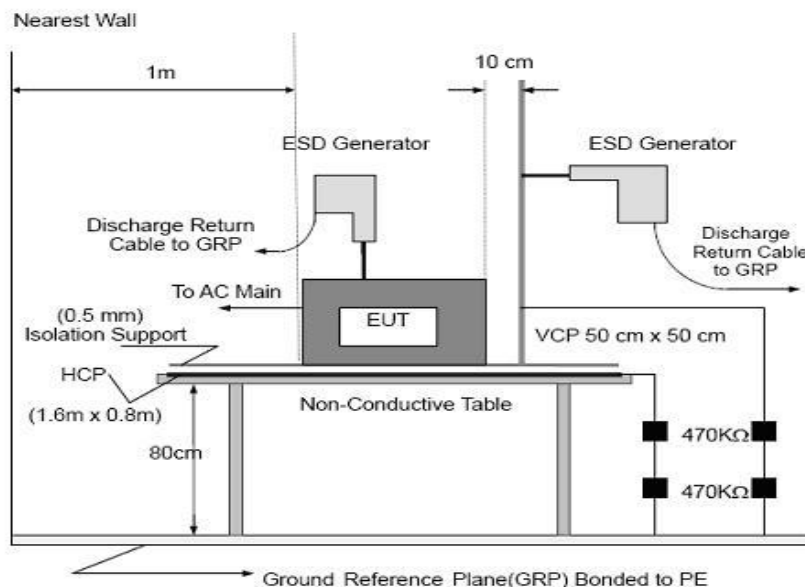 Nearest Wall
1m
10 cm
ESD Generator
ESD Generator
Discharge Return
Cable to GRP
Discharge
Return Cable
to GRP
To AC Main
(0.5 mm)
Isolation Support
EUT
VCP 50 cm x 50 cm
HCP
(1.6m x 0.8m)
Non-Conductive Table
80cm
470KΩ
470KΩ
Ground Reference Plane(GRP) Bonded to PE